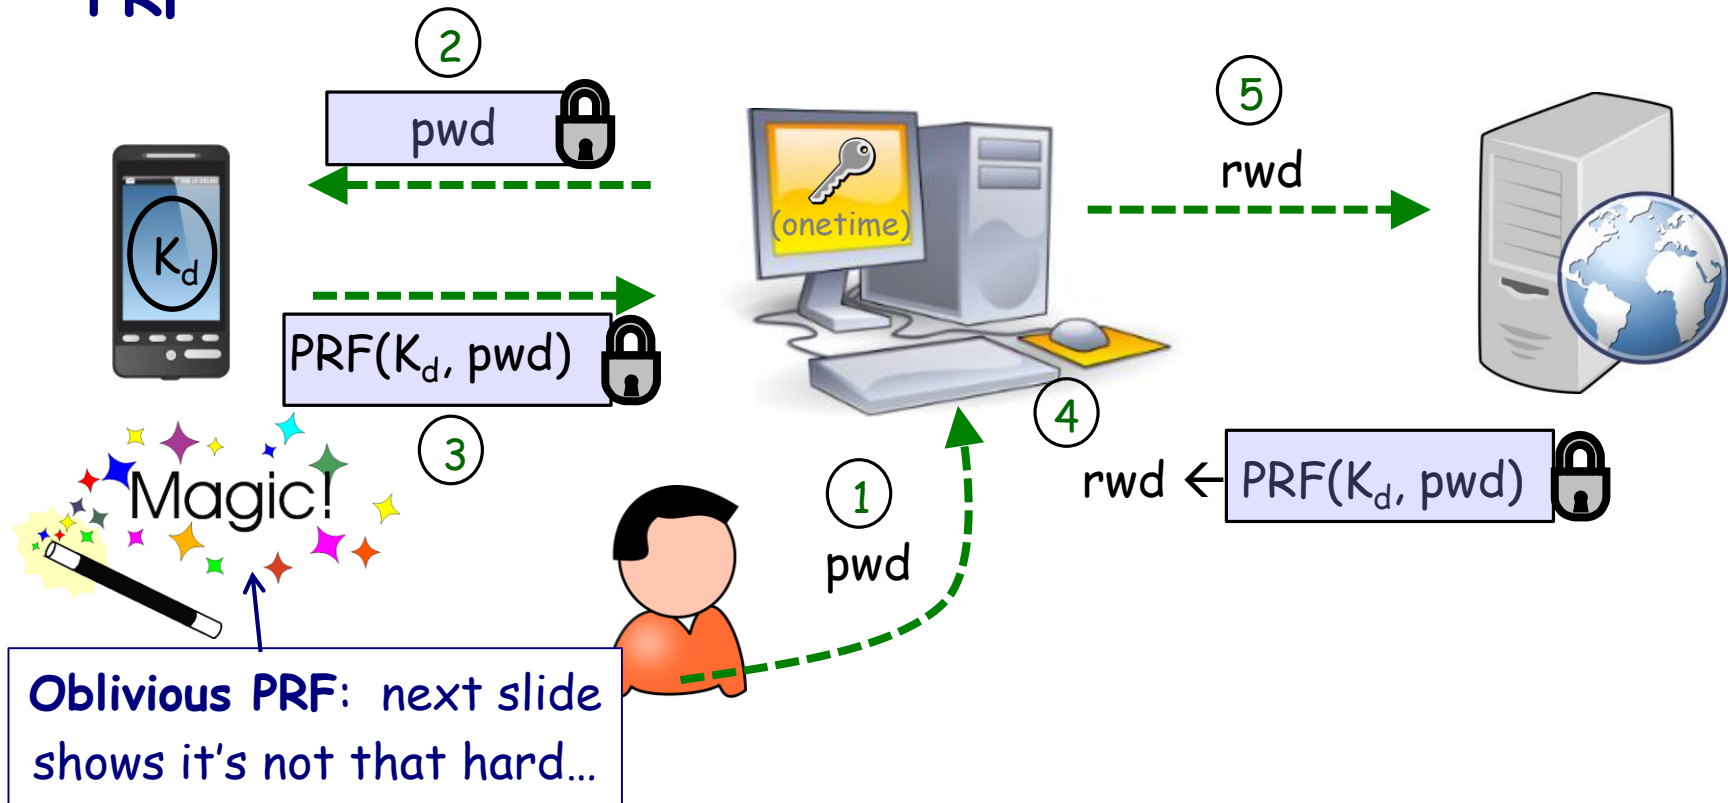 2
pwd
5
rwd
(onetime)
K_d
PRF(K_d, pwd)
3
4
Magic!
1
pwd
rwd ← PRF(K_d, pwd)
Oblivious PRF: next slide
shows it's not that hard...